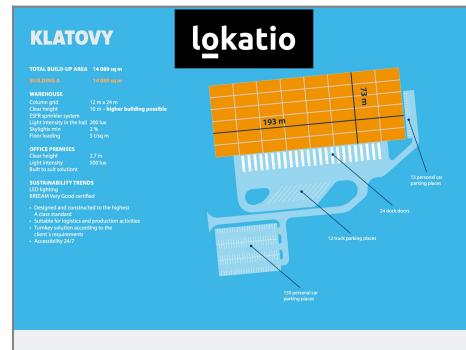 KLATOVY
lokatio
TOTAL BUILD-UP AREA 14 089 sq m
BUILDING A 14 089 sq m
WAREHOUSE
Column grid 12 m x 24 m
Clear height 10 m – higher building possible
ESFR sprinkler system
Light intensity in the hall 200 lux
Skylights min 2 %
Floor loading 5 t/sq m
OFFICE PREMISES
Clear height 2.7 m
Light intensity 500 lux
Built to suit solutiont
SUSTAINABILITY TRENDS
LED lighting
BREEAM Very Good certified
• Designed and constructed to the highest
A class standard
• Suitable for logistics and production activities
• Turnkey solution according to the
client´s requirements
• Accessibility 24/7
73 m
193 m
13 personal car
parking places
24 dock doors
12 truck parking places
150 personal car
parking places